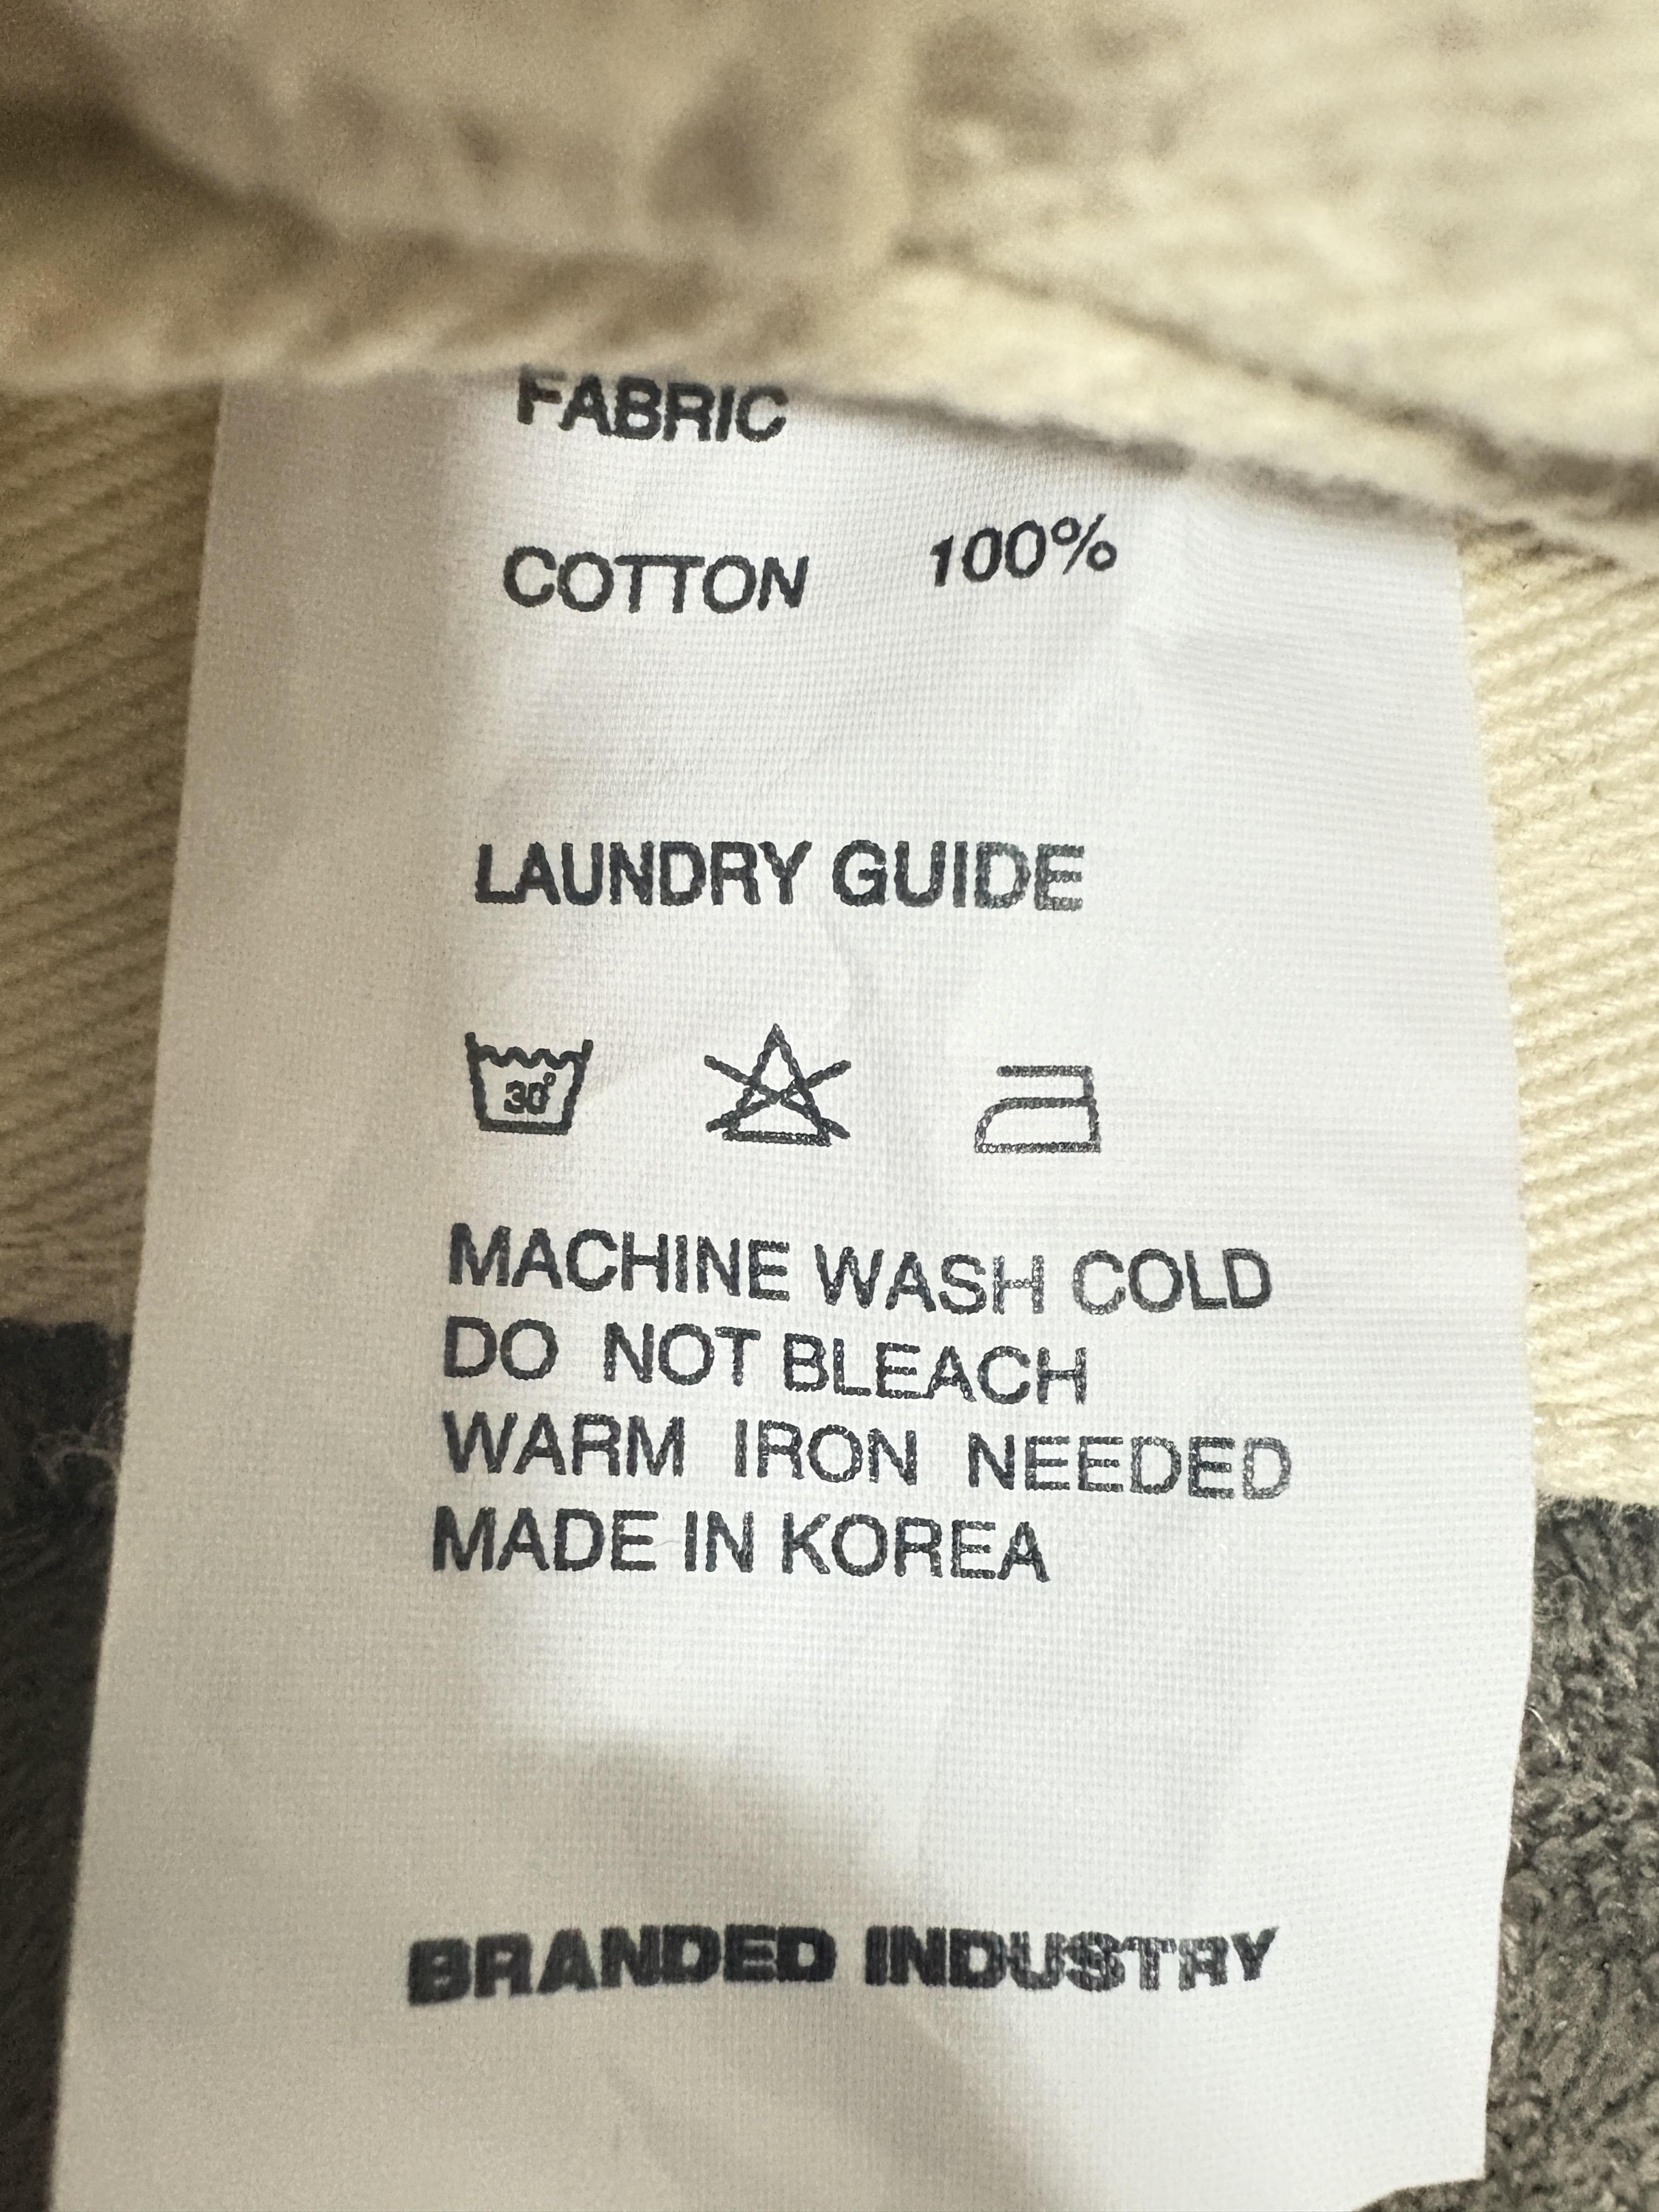 FABRIC
COTTON 100%
LAUNDRY GUIDE
30°
MACHINE WASH COLD
DO NOT BLEACH
WARM IRON NEEDED
MADE IN KOREA
BRANDED INDUSTRY